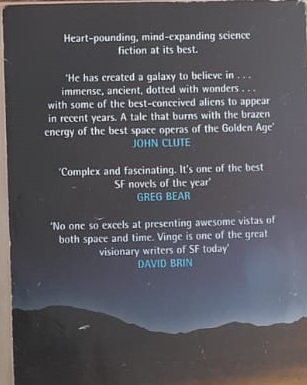 Heart-pounding, mind-expanding science
fiction at its best.
'He has created a galaxy to believe in . . .
immense, ancient, dotted with wonders . . .
with some of the best-conceived aliens to appear
in recent years. A tale that burns with the brazen
energy of the best space operas of the Golden Age'
JOHN CLUTE
'Complex and fascinating. It's one of the best
SF novels of the year'
GREG BEAR
'No one so excels at presenting awesome vistas of
both space and time. Vinge is one of the great
visionary writers of SF today'
DAVID BRIN